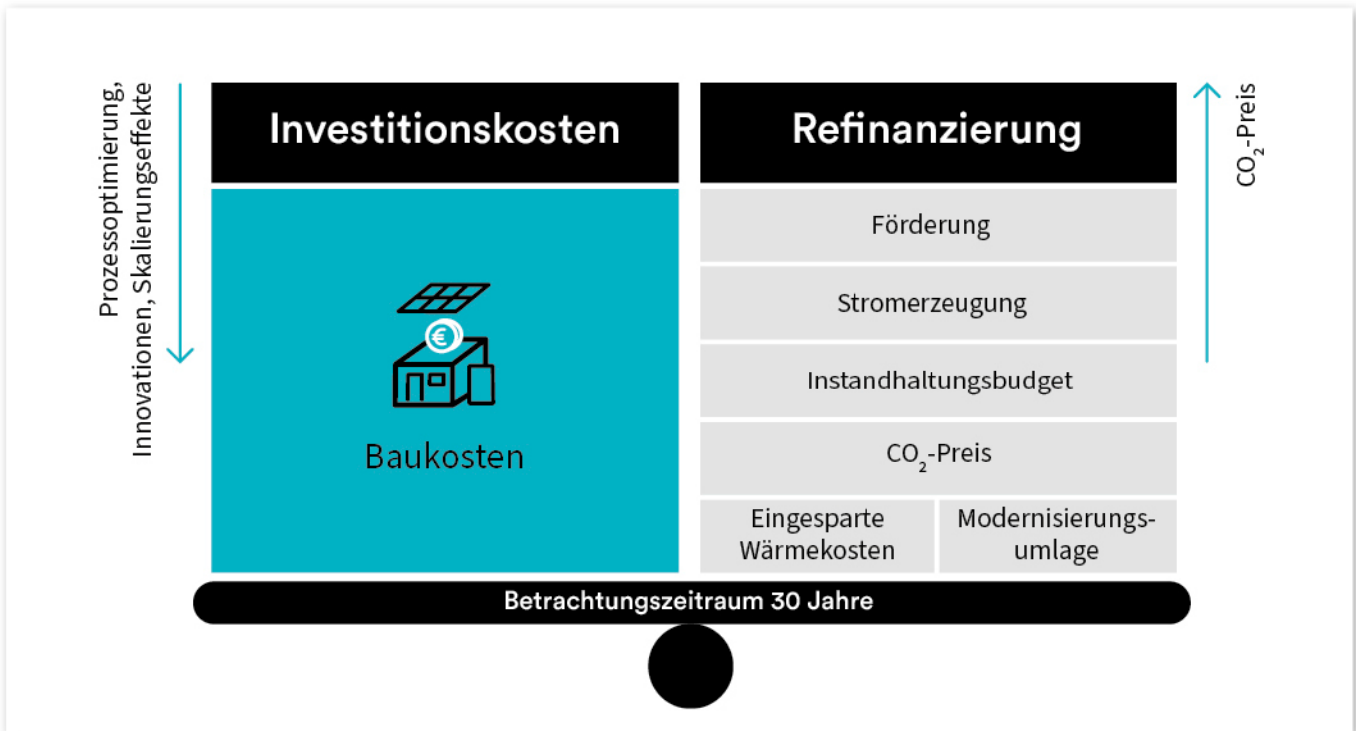 Prozessoptimierung,
Innovationen, Skalierungseffekte
Investitionskosten
€
Baukosten
Refinanzierung
Förderung
Stromerzeugung
Instandhaltungsbudget
CO₂-Preis
Eingesparte
Wärmekosten
Modernisierungs-
umlage
CO₂-Preis
Betrachtungszeitraum 30 Jahre